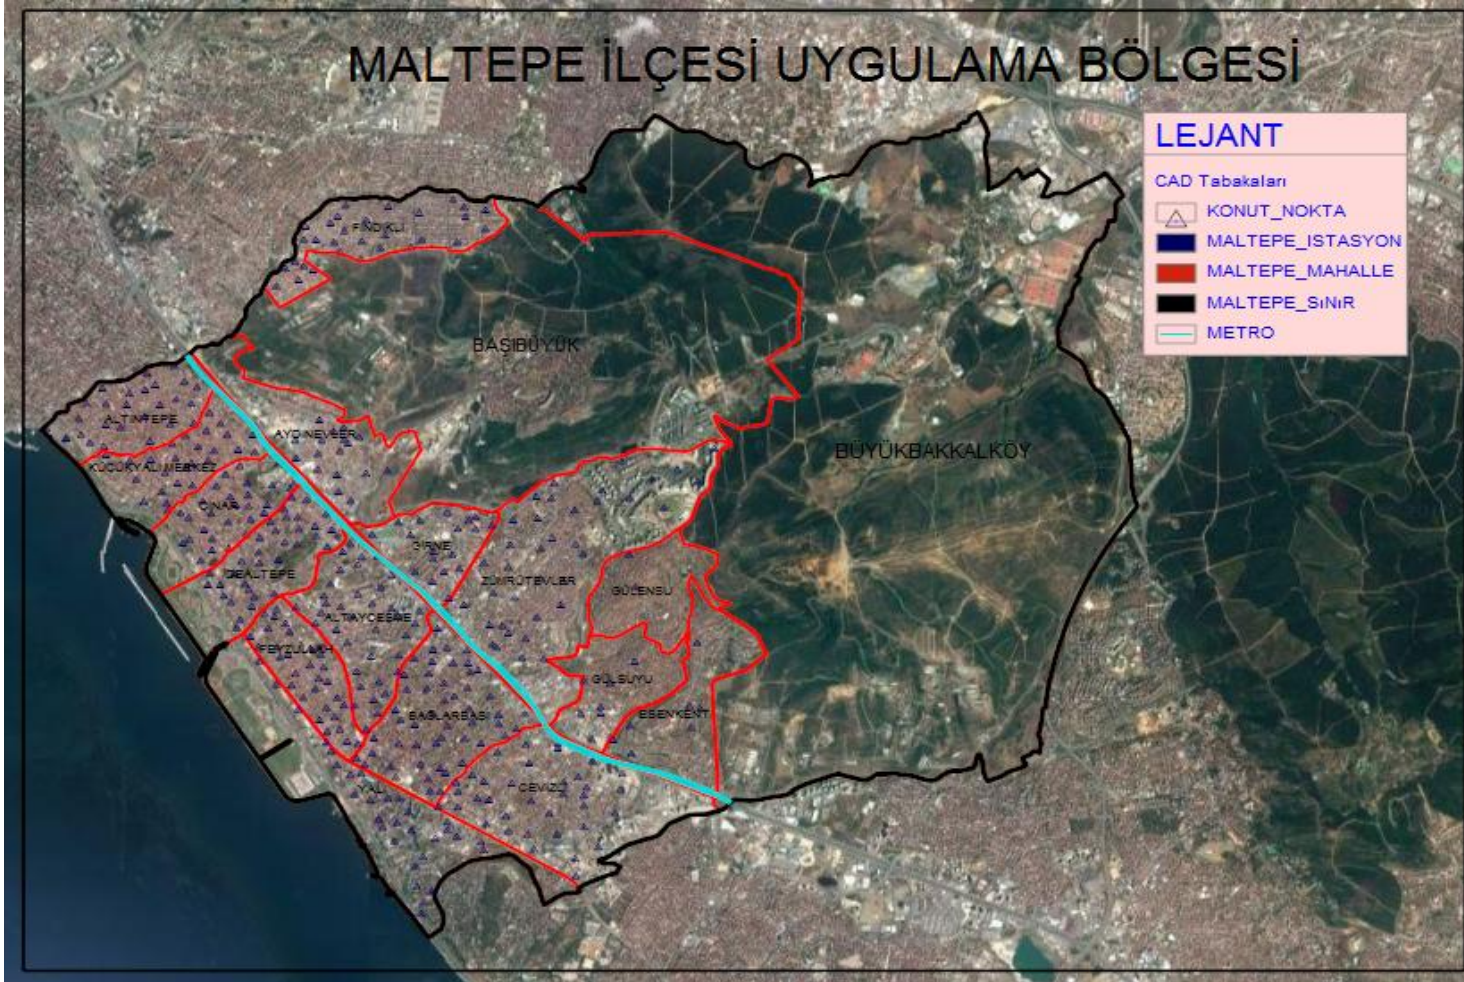 MALTEPE İLÇESİ UYGULAMA BÖLGESİ
LEJANT
CAD Tabakaları
KONUT_NOKTA
MALTEPE_ISTASYON
MALTEPE_MAHALLE
MALTEPE_SıNıR
METRO
FINDIKLI
BAŞIBÜYÜK
ALTINTEPE
AYDINEVLER
BÜYÜKBAKKALKÖY
KÜÇÜKYALI MERKEZ
ÇINAR
GİRNE
İDEALTEPE
ZÜMRÜTEVLER
GÜLENSU
ALTAYÇEŞME
FEYZULLAH
GÜLSUYU
BAĞLARBAŞI
ESENKENT
YALI
CEVİZLİ